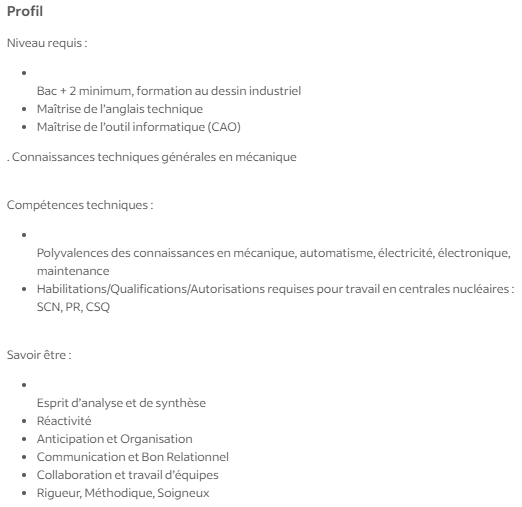 Profil
Niveau requis :
Bac + 2 minimum, formation au dessin industriel
Maîtrise de l'anglais technique
Maîtrise de l'outil informatique (CAO)
. Connaissances techniques générales en mécanique
Compétences techniques :
Polyvalences des connaissances en mécanique, automatisme, électricité, électronique,
maintenance
Habilitations/Qualifications/Autorisations requises pour travail en centrales nucléaires :
SCN, PR, CSQ
Savoir être :
Esprit d'analyse et de synthèse
Réactivité
Anticipation et Organisation
Communication et Bon Relationnel
Collaboration et travail d'équipes
Rigueur, Méthodique, Soigneux